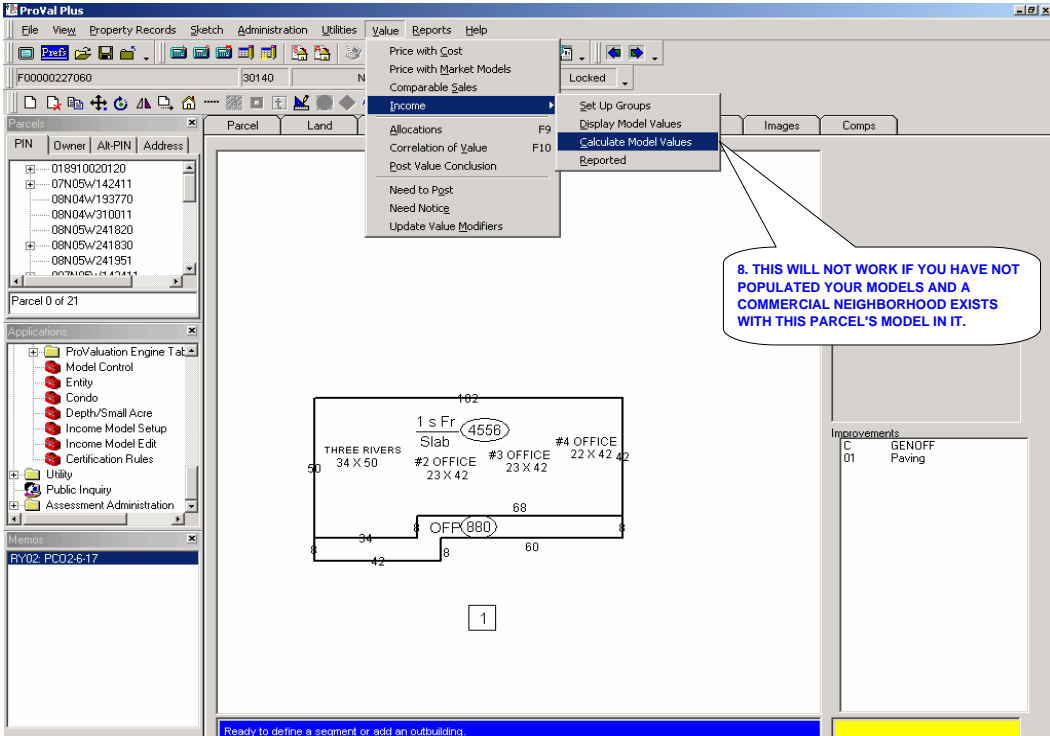 ProVal Plus
File View Property Records Sketch Administration Utilities Value Reports Help
Prefs
F00000227060 30140 N Locked
Price with Cost
Price with Market Models
Comparable Sales
Income
Allocations F9
Correlation of Value F10
Post Value Conclusion
Need to Post
Need Notice
Update Value Modifiers
Set Up Groups
Display Model Values
Calculate Model Values
Reported
Parcels
PIN Owner Alt-PIN Address
018910020120
07N05W142411
08N04W193770
08N04W310011
08N05W241820
08N05W241830
08N05W241951
Parcel 0 of 21
Applications
ProValuation Engine Tab
Model Control
Entity
Condo
Depth/Small Acre
Income Model Setup
Income Model Edit
Certification Rules
Utility
Public Inquiry
Assessment Administration
Memos
RY02: PC02-6-17
Parcel Land Images Comps
8. THIS WILL NOT WORK IF YOU HAVE NOT
POPULATED YOUR MODELS AND A
COMMERCIAL NEIGHBORHOOD EXISTS
WITH THIS PARCEL'S MODEL IN IT.
102
1 s Fr 4556
Slab
THREE RIVERS
34 X 50
#2 OFFICE
23 X 42
#3 OFFICE
23 X 42
#4 OFFICE
22 X 42
50
42
68
8 OFP 880 8
34
8
42
8
60
1
Improvements
C GENOFF
01 Paving
Ready to define a segment or add an outbuilding.